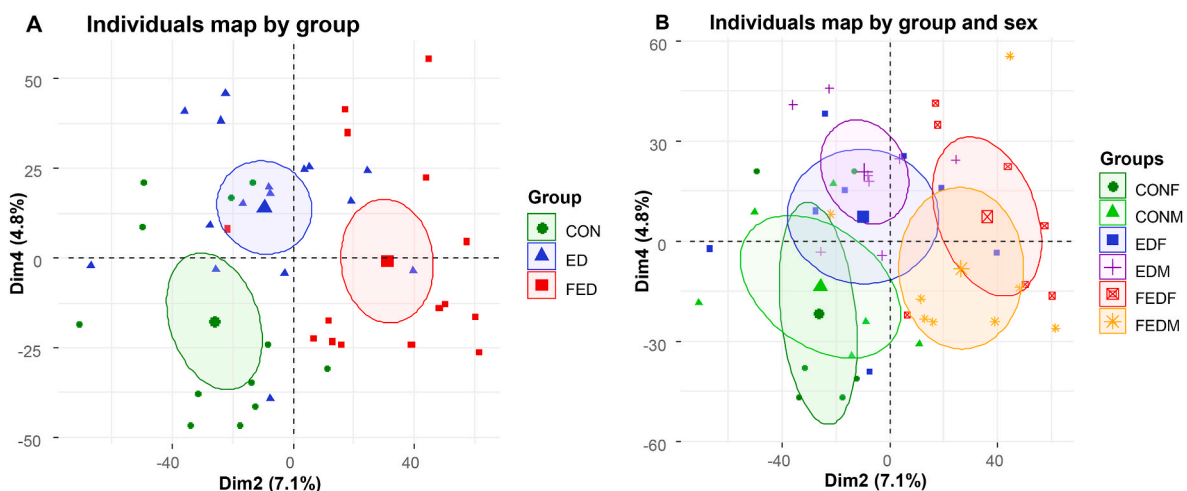 A
Individuals map by group
50
25
0
-25
-50
Dim4 (4.8%)
-40
0
40
Dim2 (7.1%)
Group
CON
ED
FED
B
Individuals map by group and sex
60
30
0
-30
-60
Dim4 (4.8%)
-40
0
40
Dim2 (7.1%)
Groups
CONF
CONM
EDF
EDM
FEDF
FEDM